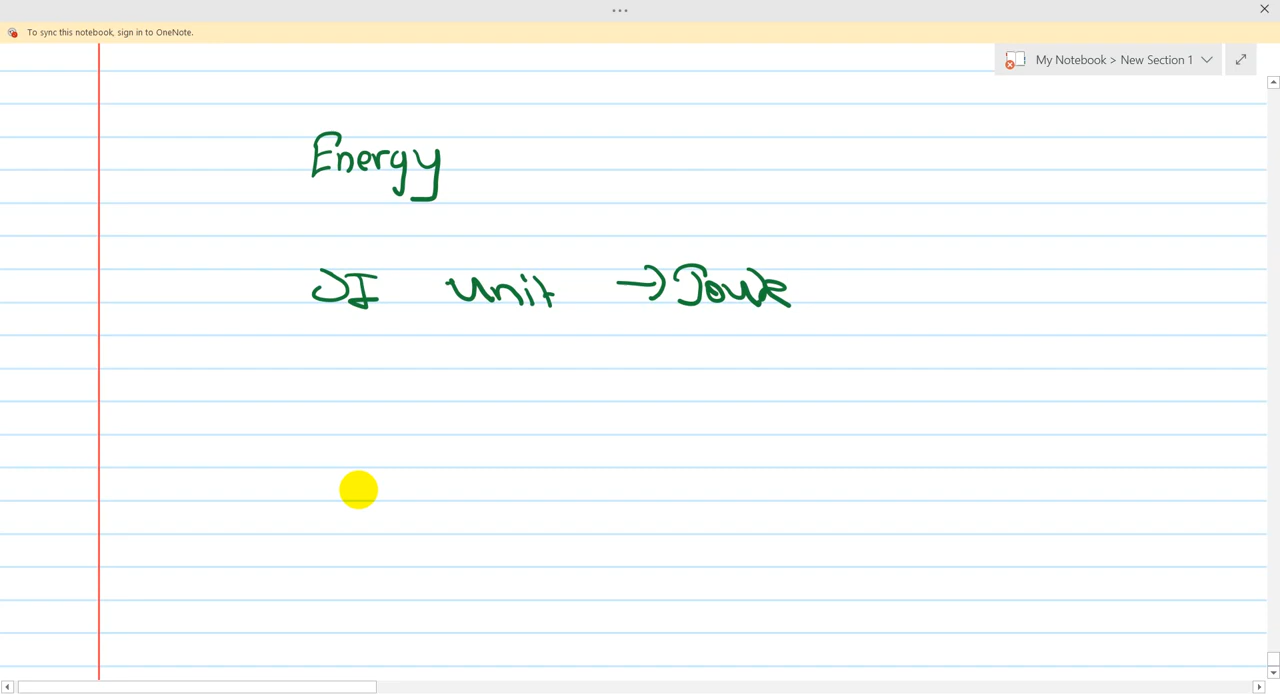 To sync this notebook, sign in to OneNote.
My Notebook > New Section 1
Energy
SI unit → Joule